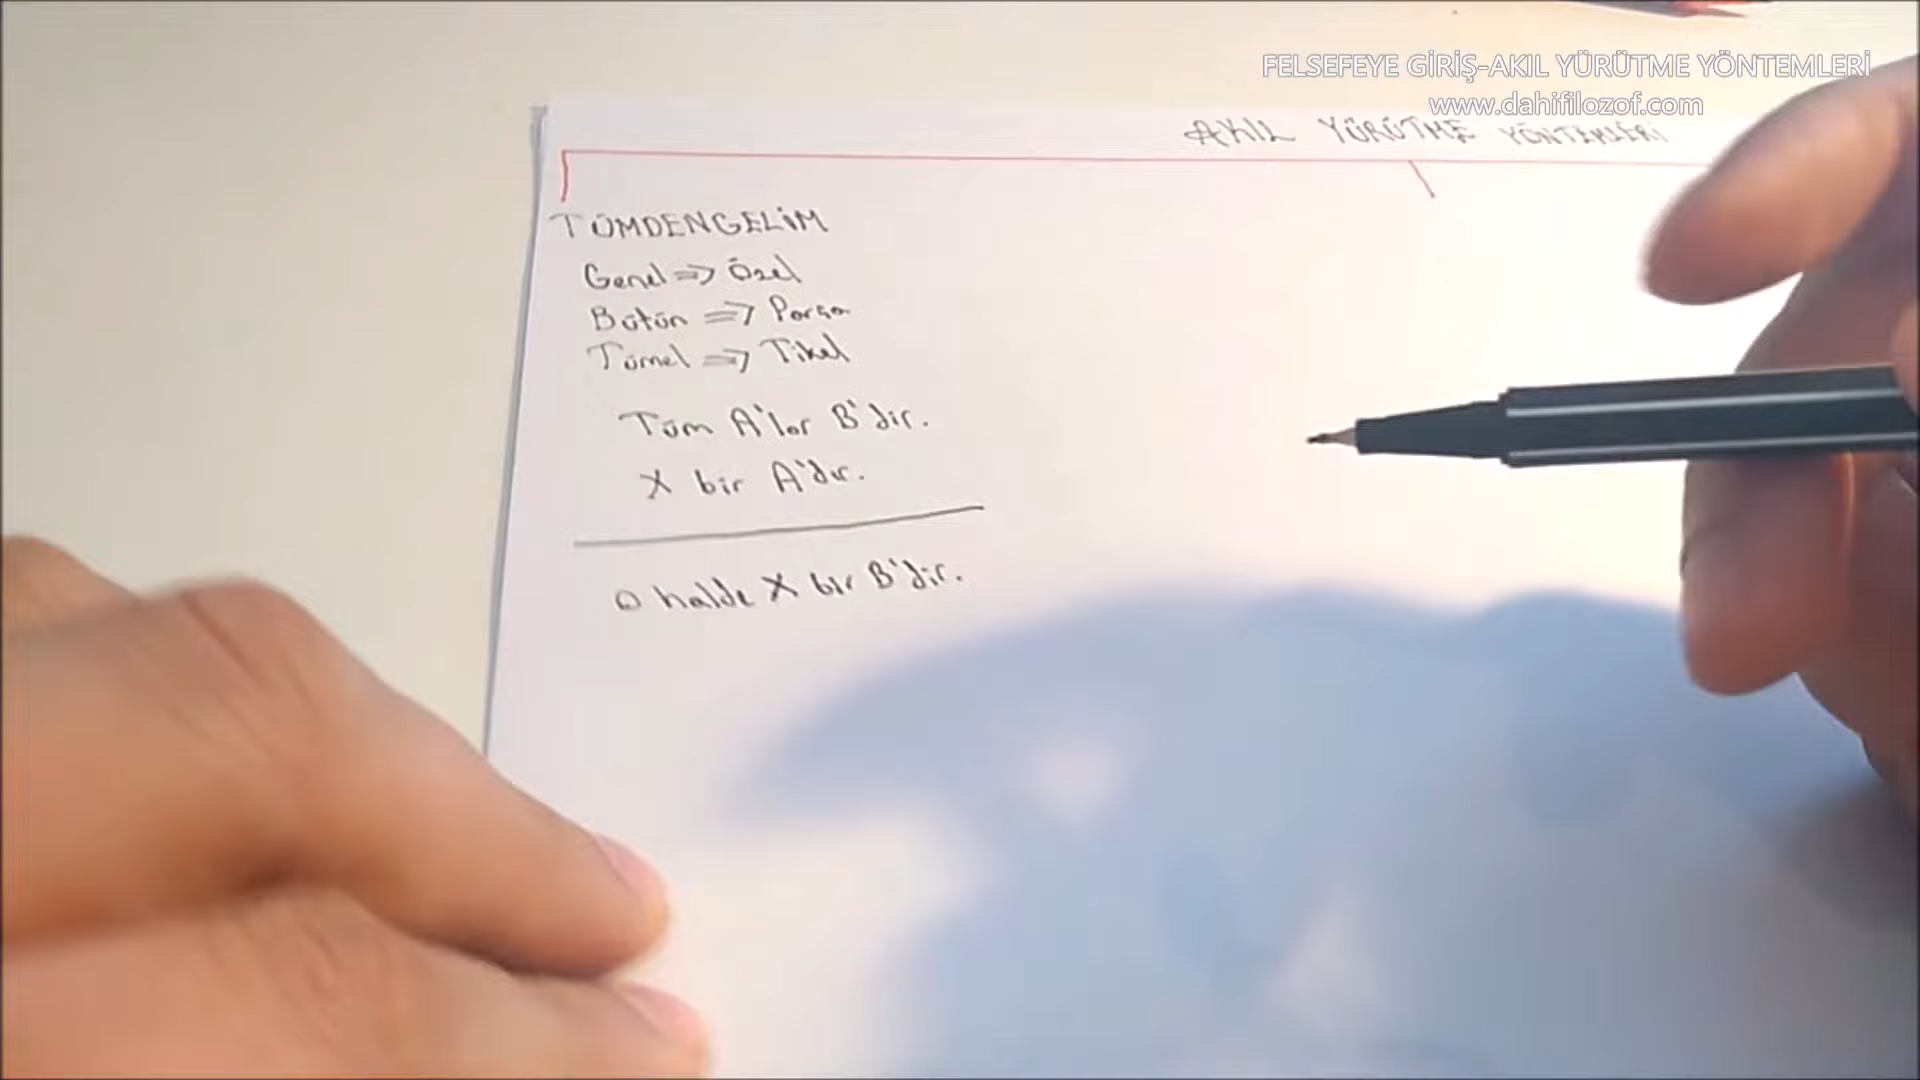 FELSEFEYE GİRİŞ-AKIL YÜRÜTME YÖNTEMLERİ
www.dahifilozof.com
AKIL YÜRÜTME YÖNTEMLERİ
TÜMDENGELİM
Genel => Özel
Bütün => Parça
Tümel => Tikel
Tüm A'lar B'dir.
X bir A'dır.
O halde X bir B'dir.